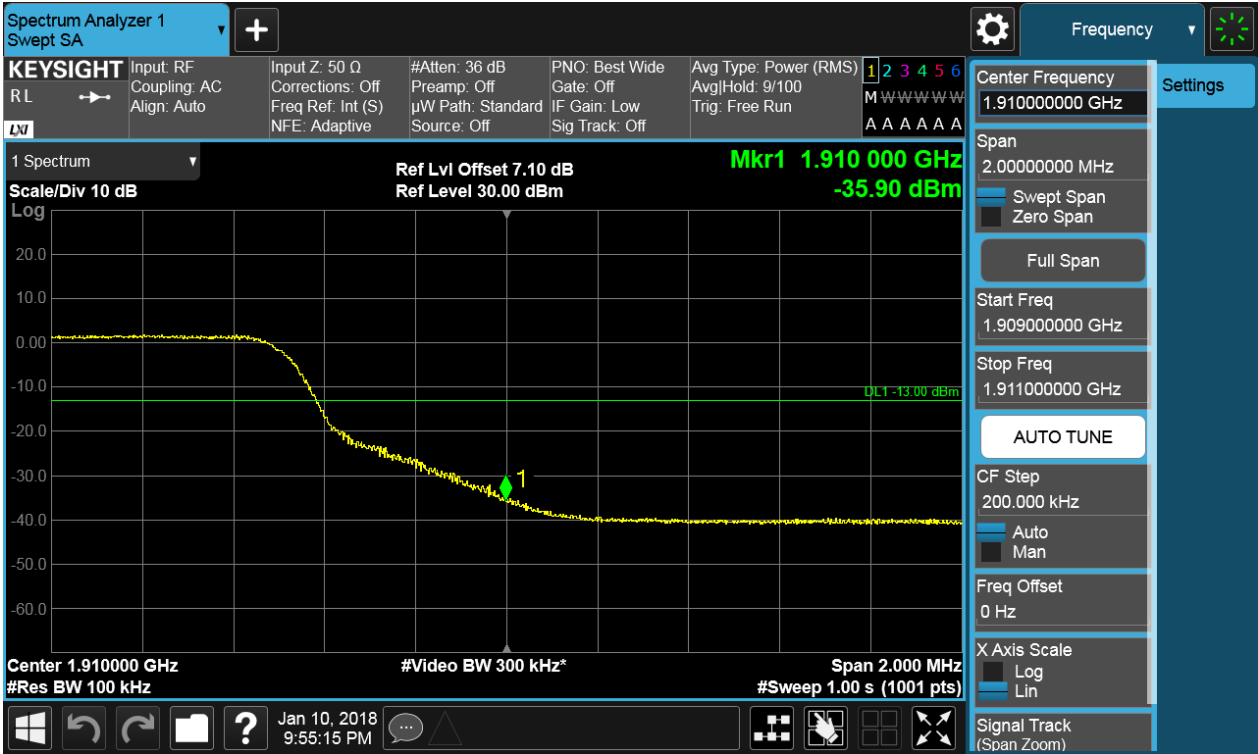 Spectrum Analyzer 1
Swept SA
Frequency
KEYSIGHT
R L
LXI
Input: RF
Coupling: AC
Align: Auto
Input Z: 50 Ω
Corrections: Off
Freq Ref: Int (S)
NFE: Adaptive
#Atten: 36 dB
Preamp: Off
µW Path: Standard
Source: Off
PNO: Best Wide
Gate: Off
IF Gain: Low
Sig Track: Off
Avg Type: Power (RMS)
Avg|Hold: 9/100
Trig: Free Run
1 2 3 4 5 6
M W W W W W
A A A A A A
1 Spectrum
Scale/Div 10 dB
Log
Ref Lvl Offset 7.10 dB
Ref Level 30.00 dBm
Mkr1 1.910 000 GHz
-35.90 dBm
20.0
10.0
0.00
-10.0
-20.0
-30.0
-40.0
-50.0
-60.0
DL1 -13.00 dBm
1
Center 1.910000 GHz
#Res BW 100 kHz
#Video BW 300 kHz*
Span 2.000 MHz
#Sweep 1.00 s (1001 pts)
Jan 10, 2018
9:55:15 PM
?
Center Frequency
1.910000000 GHz
Span
2.00000000 MHz
Swept Span
Zero Span
Full Span
Start Freq
1.909000000 GHz
Stop Freq
1.911000000 GHz
AUTO TUNE
CF Step
200.000 kHz
Auto
Man
Freq Offset
0 Hz
X Axis Scale
Log
Lin
Signal Track
(Span Zoom)
Settings